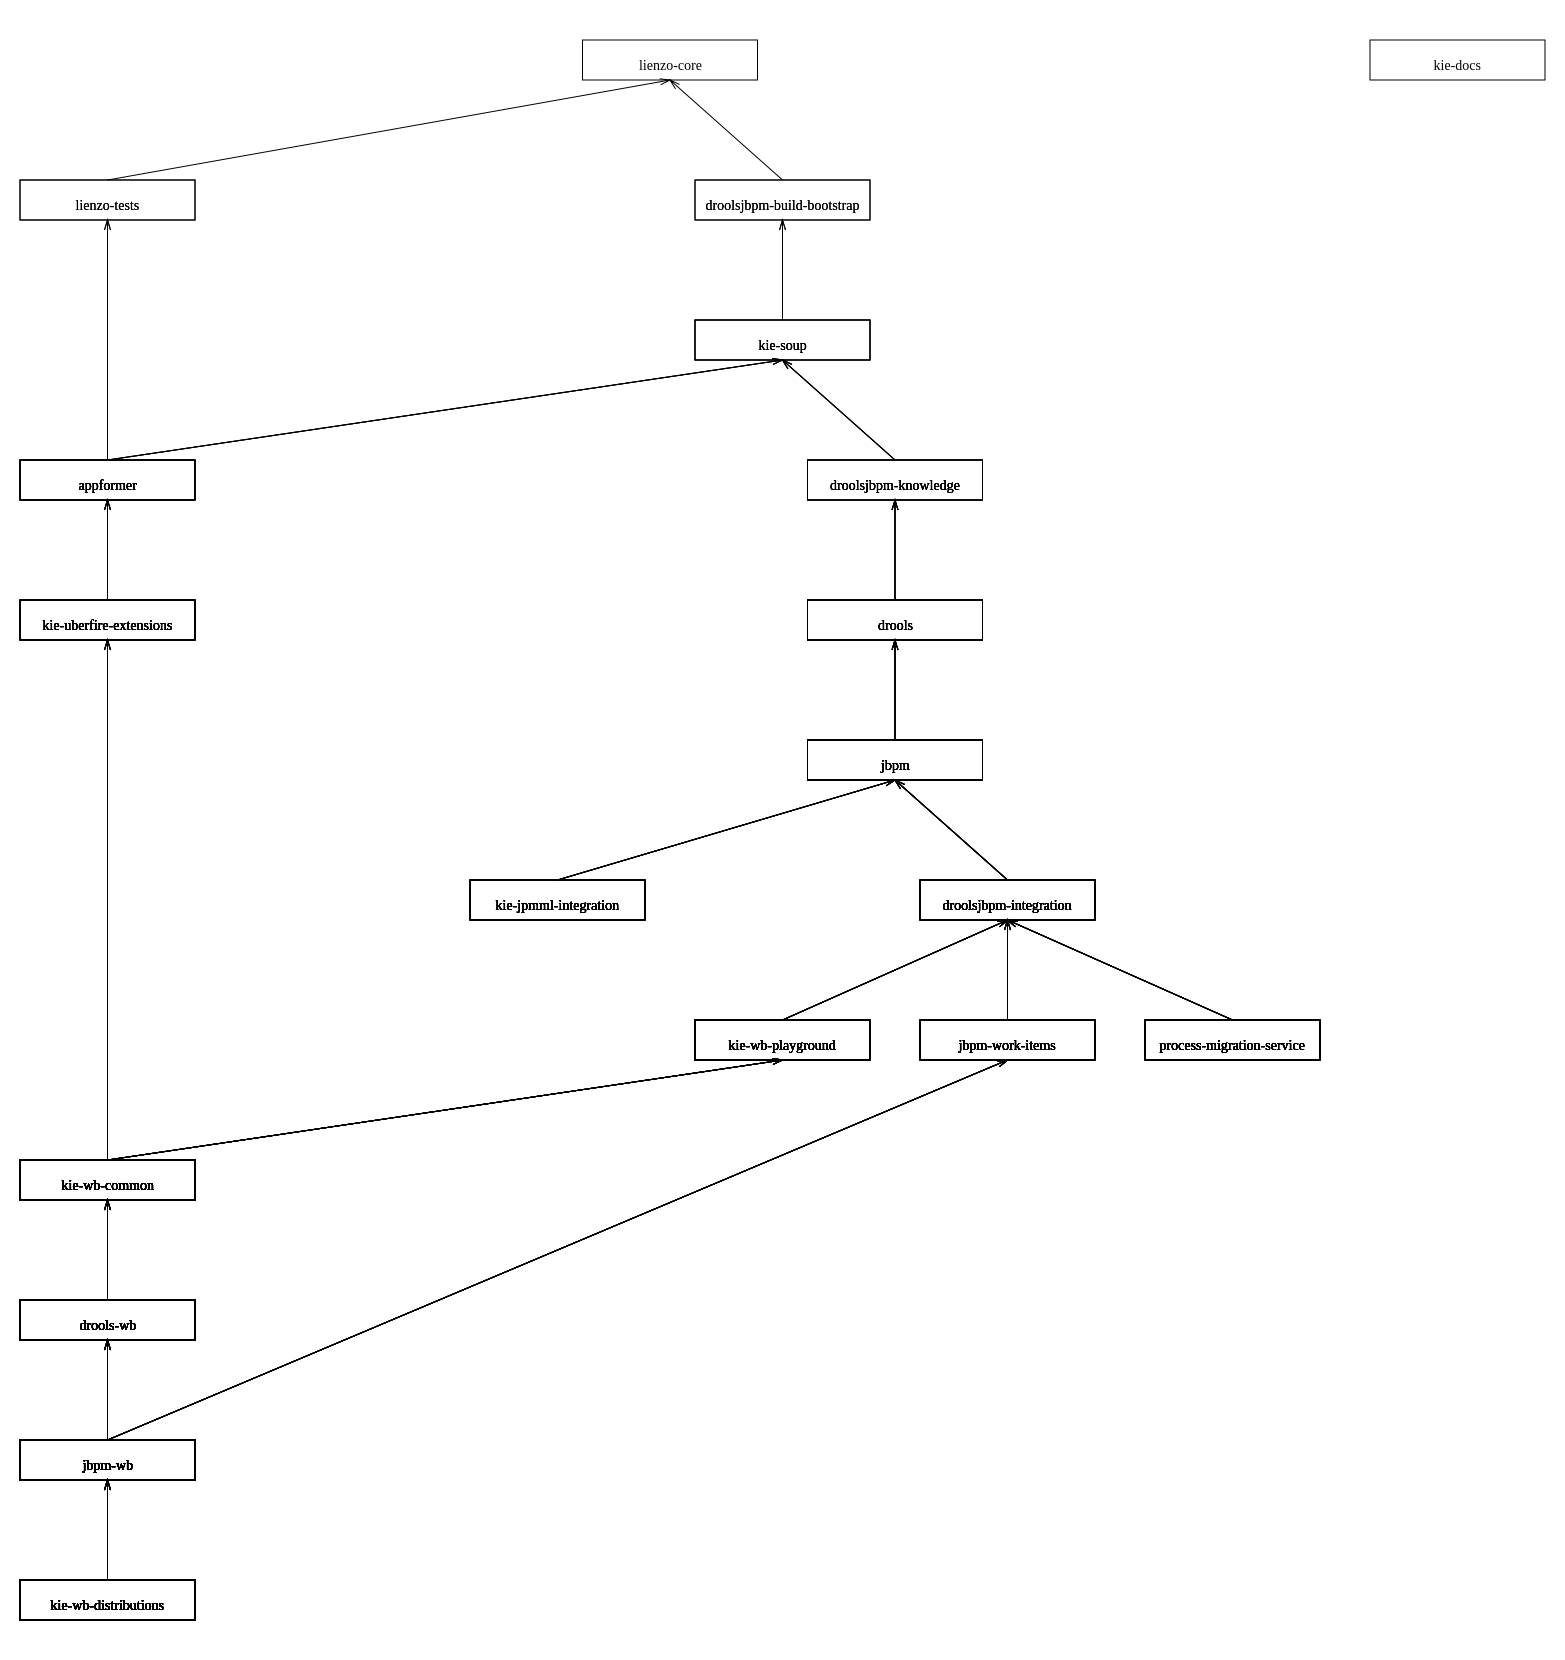 lienzo-core
kie-docs
lienzo-tests
droolsjbpm-build-bootstrap
kie-soup
appformer
droolsjbpm-knowledge
kie-uberfire-extensions
drools
jbpm
kie-jpmml-integration
droolsjbpm-integration
kie-wb-playground
jbpm-work-items
process-migration-service
kie-wb-common
drools-wb
jbpm-wb
kie-wb-distributions